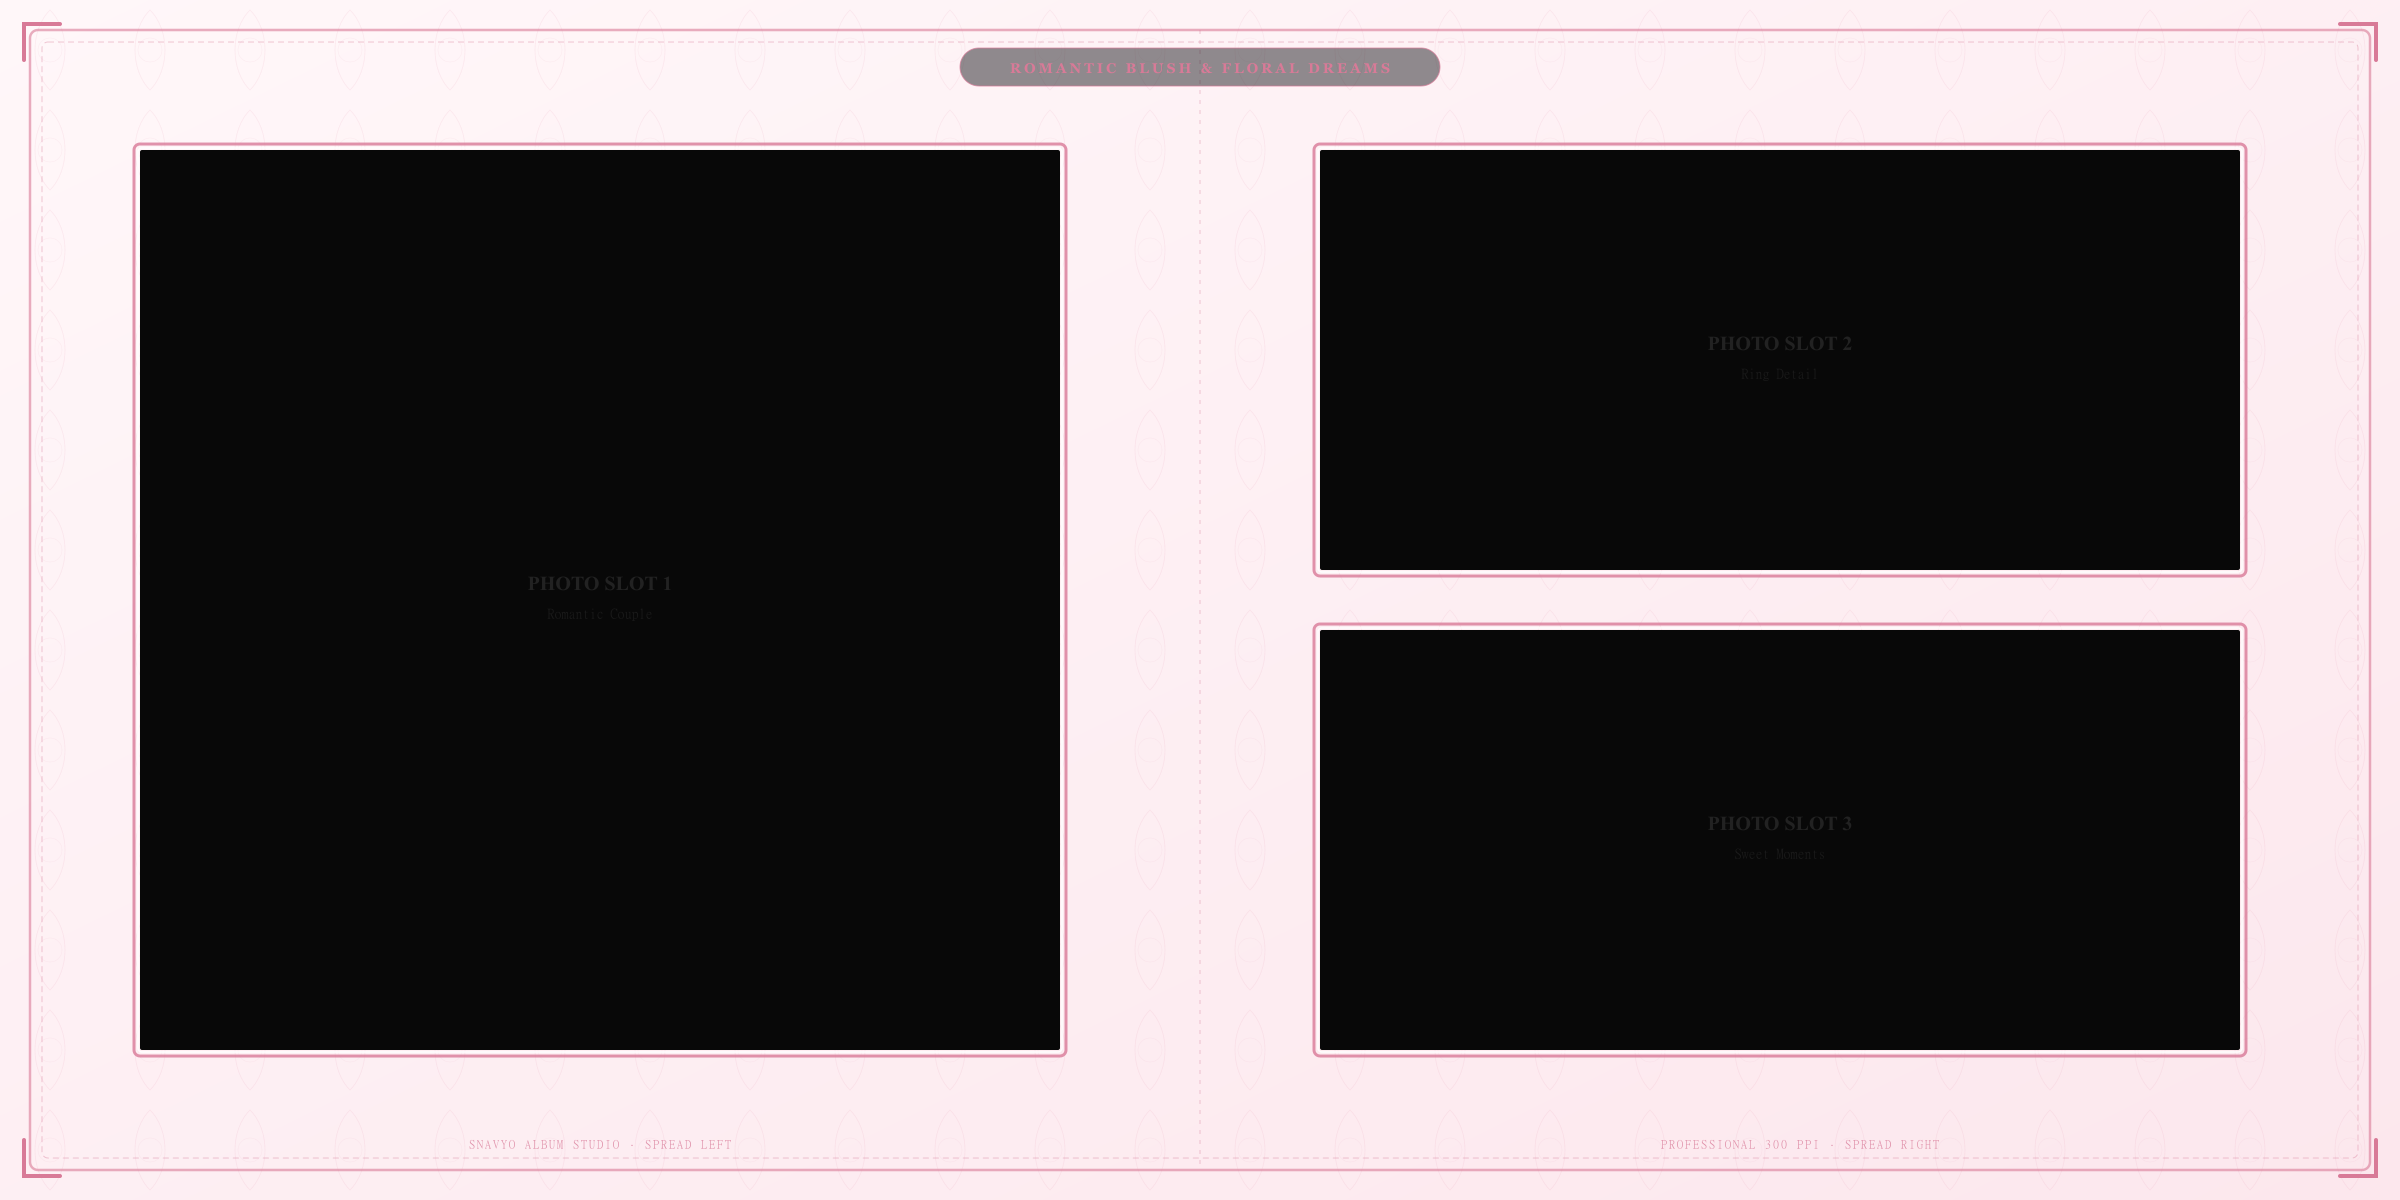 ROMANTIC BLUSH & FLORAL DREAMS
PHOTO SLOT 1
Romantic Couple
PHOTO SLOT 2
Ring Detail
PHOTO SLOT 3
Sweet Moments
SNAVYO ALBUM STUDIO · SPREAD LEFT
PROFESSIONAL 300 PPI · SPREAD RIGHT